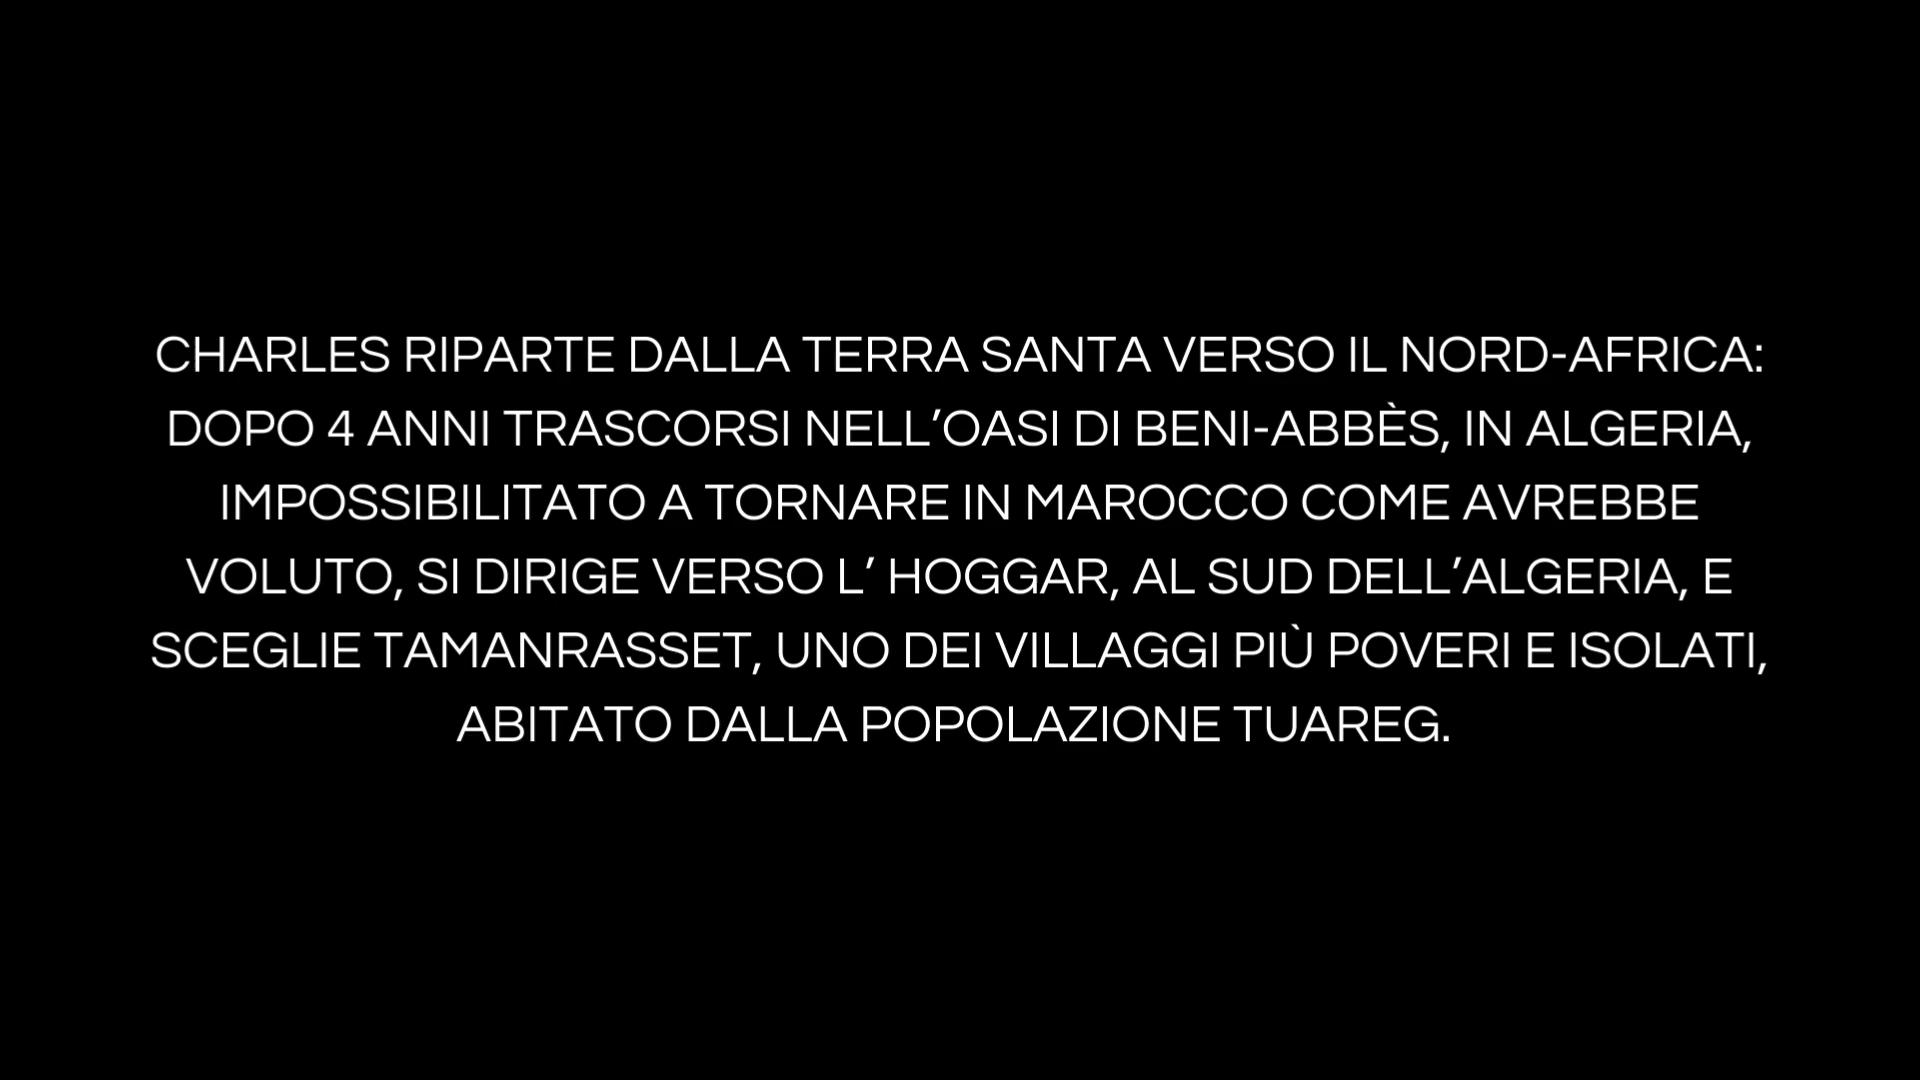 CHARLES RIPARTE DALLA TERRA SANTA VERSO IL NORD-AFRICA:
DOPO 4 ANNI TRASCORSI NELL’OASI DI BENI-ABBÈS, IN ALGERIA,
IMPOSSIBILITATO A TORNARE IN MAROCCO COME AVREBBE
VOLUTO, SI DIRIGE VERSO L’ HOGGAR, AL SUD DELL’ALGERIA, E
SCEGLIE TAMANRASSET, UNO DEI VILLAGGI PIÙ POVERI E ISOLATI,
ABITATO DALLA POPOLAZIONE TUAREG.